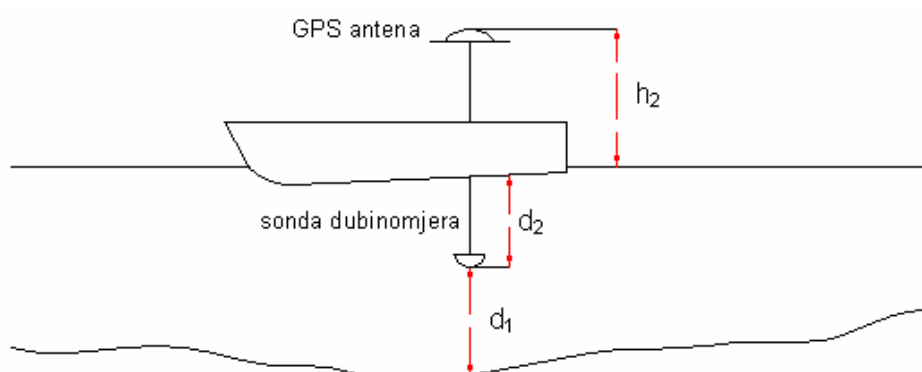 GPS antena
h₂
sonda dubinomjera
d₂
d₁